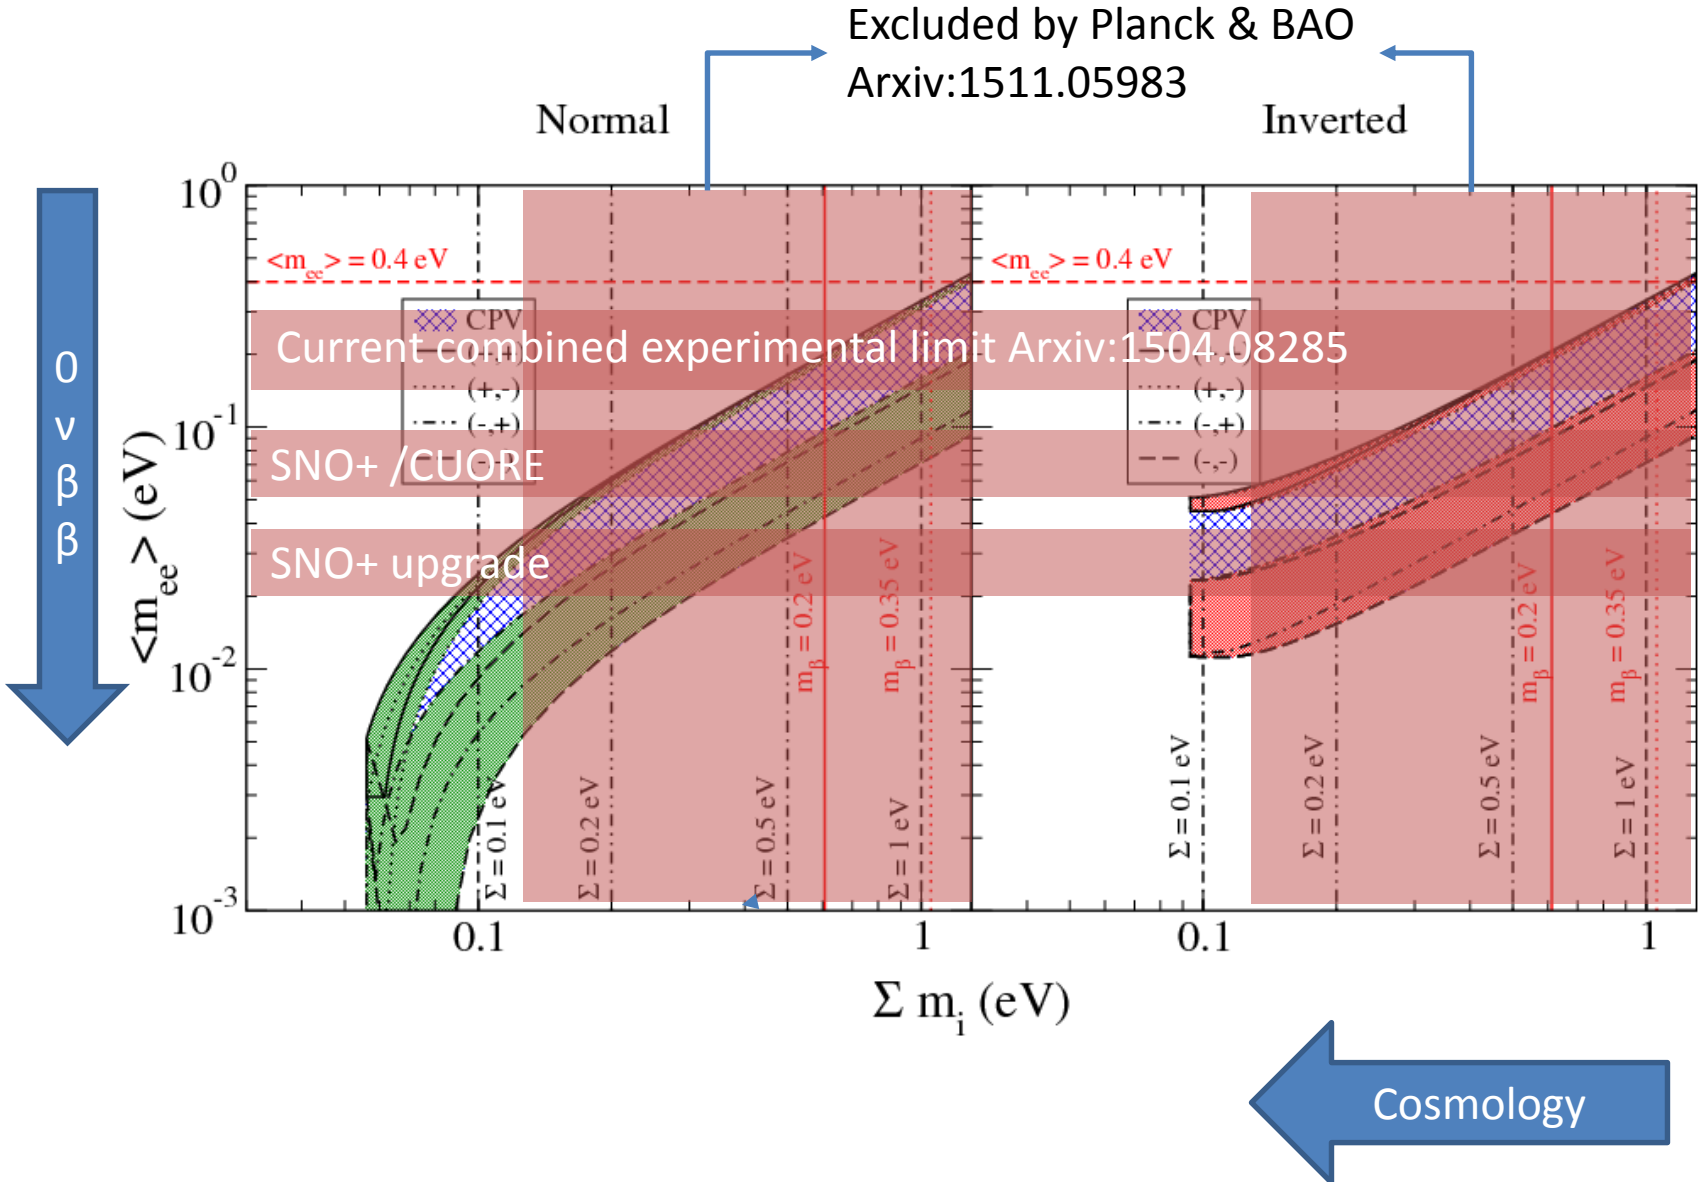 Excluded by Planck & BAO
Arxiv:1511.05983
Normal
Inverted
0
ν
β
β
<m_ee> (eV)
10^0
10^-1
10^-2
10^-3
<m_ee> = 0.4 eV
<m_ee> = 0.4 eV
CPV
(+,-)
(-,+)
CPV
(+,-)
(-,+)
(-,-)
Current combined experimental limit Arxiv:1504.08285
SNO+ /CUORE
SNO+ upgrade
Σ = 0.1 eV
Σ = 0.2 eV
Σ = 0.5 eV
Σ = 1 eV
m_β = 0.2 eV
m_β = 0.35 eV
Σ = 0.1 eV
Σ = 0.2 eV
Σ = 0.5 eV
Σ = 1 eV
m_β = 0.2 eV
m_β = 0.35 eV
0.1
1
0.1
1
Σ m_i (eV)
Cosmology